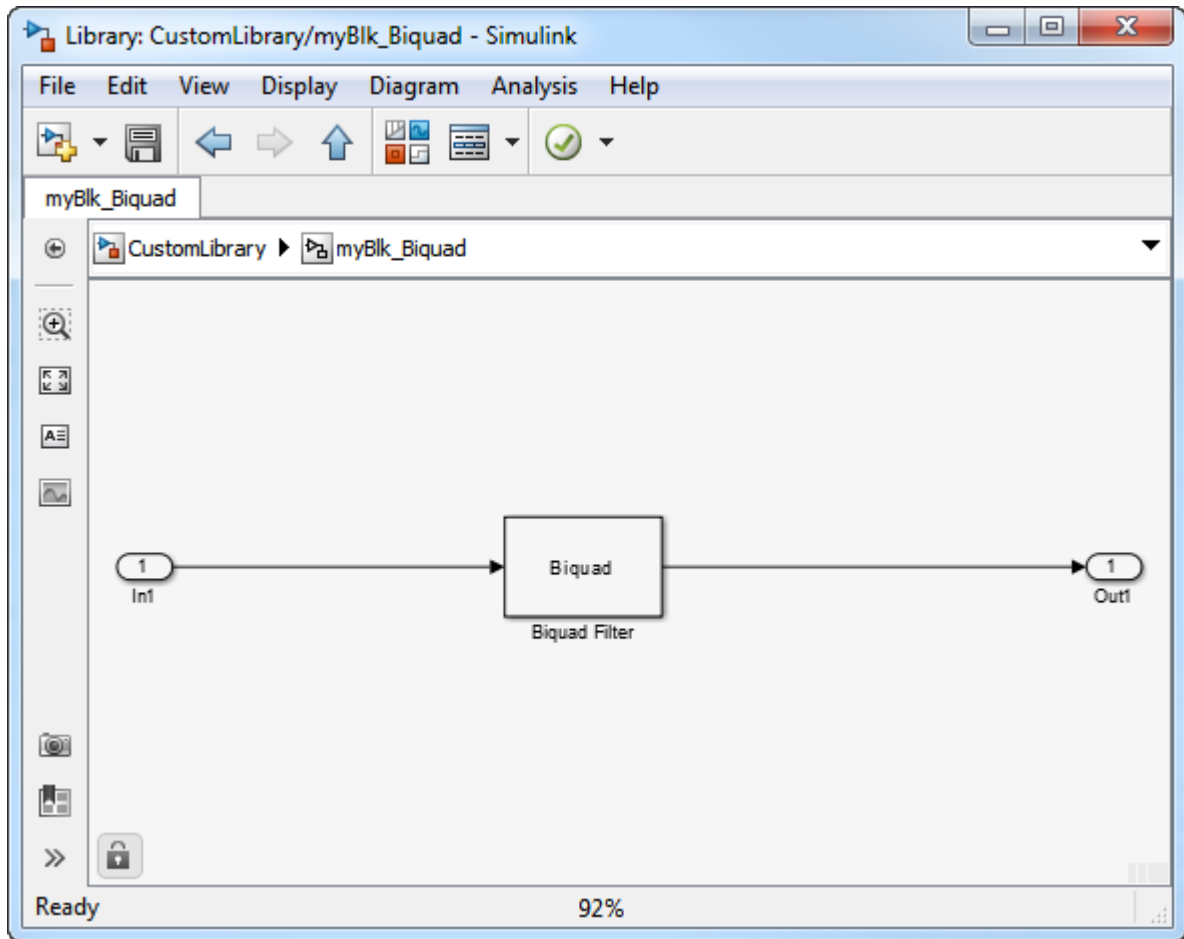 Library: CustomLibrary/myBlk_Biquad - Simulink
File Edit View Display Diagram Analysis Help
myBlk_Biquad
CustomLibrary myBlk_Biquad
1 Biquad 1
In1 Out1
Biquad Filter
Ready 92%